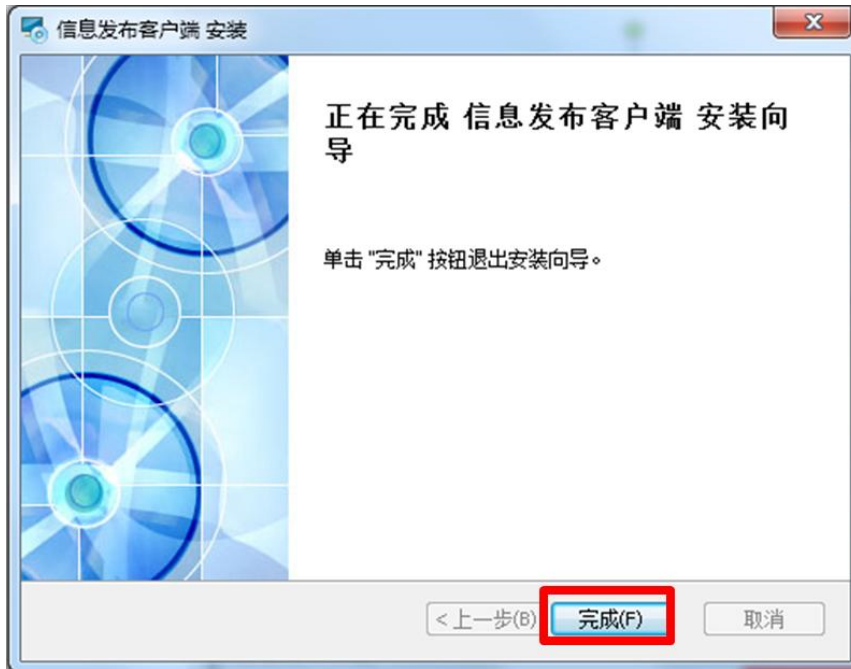 信息发布客户端 安装
正在完成 信息发布客户端 安装向
导
单击 "完成" 按钮退出安装向导。
< 上一步(B)
完成(F)
取消